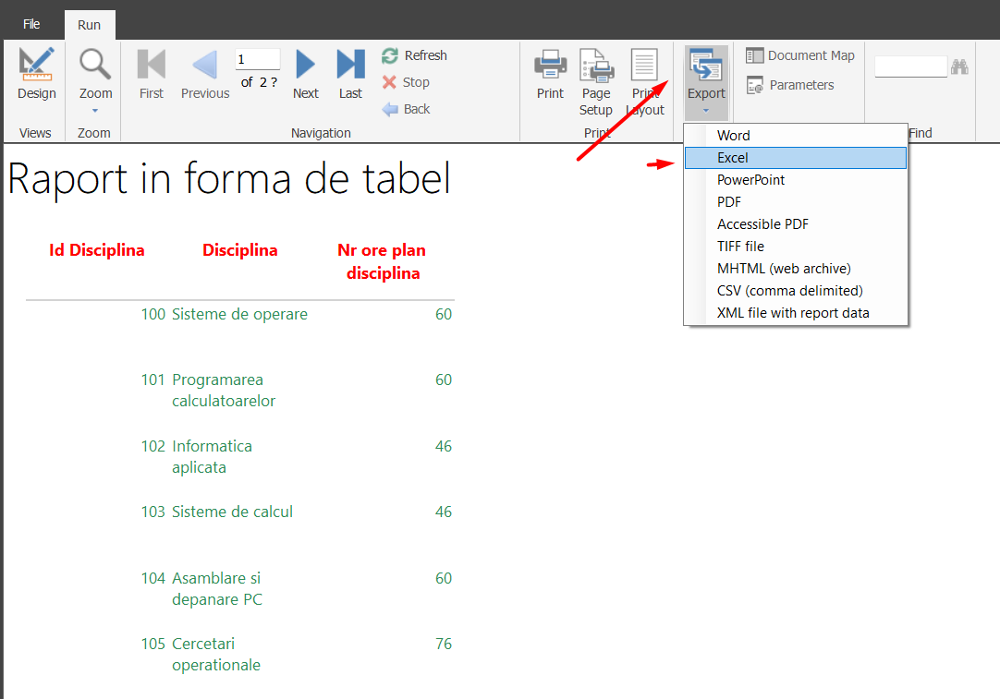 File Run
Design
Views
Zoom
Zoom
First Previous
1
of 2 ?
Next Last
Refresh
Stop
Back
Navigation
Print
Page
Setup
Print
Layout
Print
Export
Document Map
Parameters
Find
Word
Excel
PowerPoint
PDF
Accessible PDF
TIFF file
MHTML (web archive)
CSV (comma delimited)
XML file with report data
Raport in forma de tabel
Id Disciplina Disciplina Nr ore plan
disciplina
100 Sisteme de operare 60
101 Programarea 60
calculatoarelor
102 Informatica 46
aplicata
103 Sisteme de calcul 46
104 Asamblare si 60
depanare PC
105 Cercetari 76
operationale